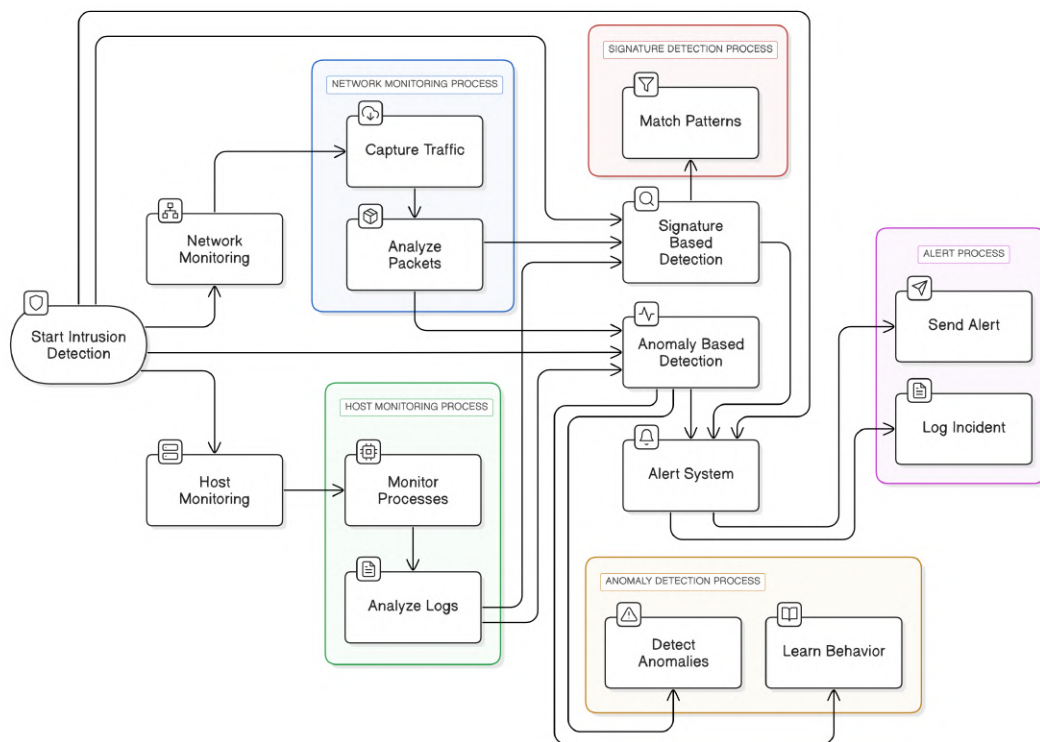 SIGNATURE DETECTION PROCESS
Match Patterns
NETWORK MONITORING PROCESS
Capture Traffic
Analyze
Packets
Network
Monitoring
Signature
Based
Detection
Start Intrusion
Detection
Anomaly Based
Detection
ALERT PROCESS
Send Alert
Log Incident
HOST MONITORING PROCESS
Host
Monitoring
Monitor
Processes
Analyze Logs
Alert System
ANOMALY DETECTION PROCESS
Detect
Anomalies
Learn Behavior